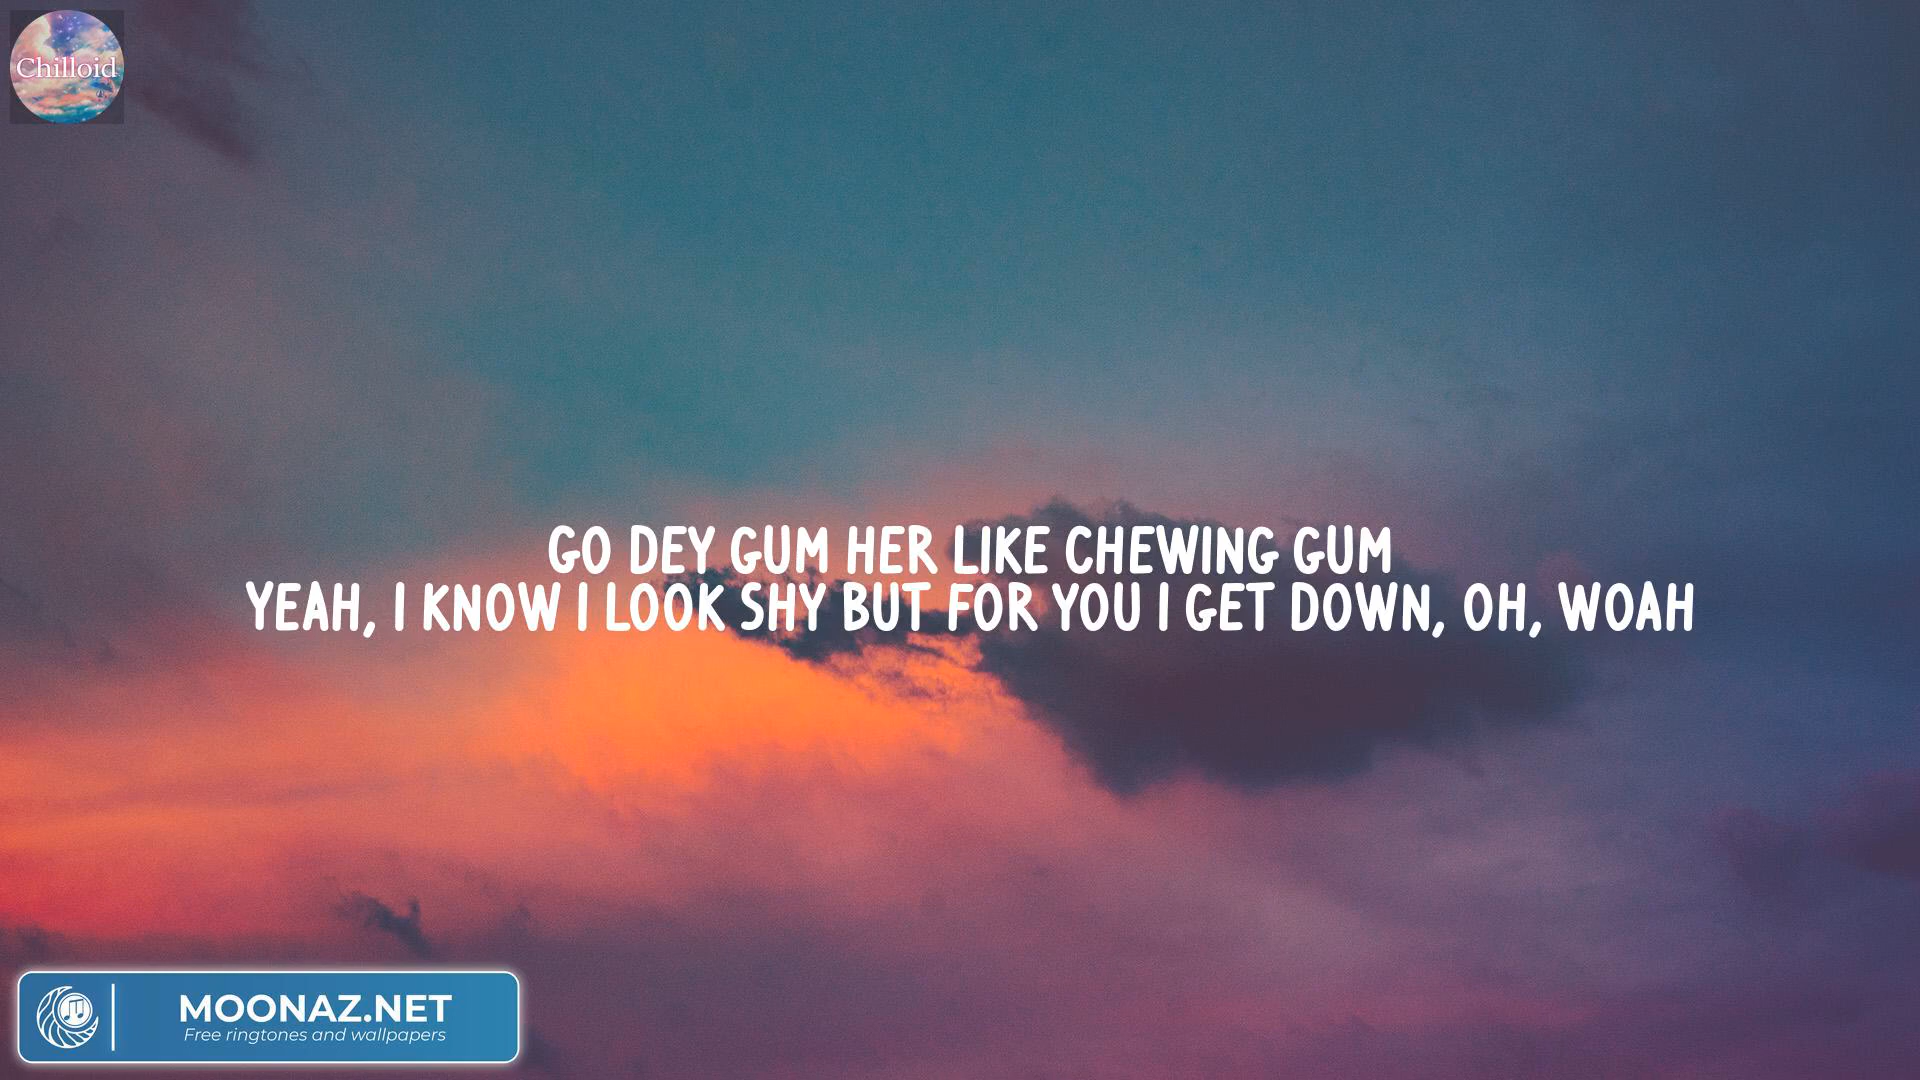 Chilloid
GO DEY GUM HER LIKE CHEWING GUM
YEAH, I KNOW I LOOK SHY BUT FOR YOU I GET DOWN, OH, WOAH
MOONAZ.NET
Free ringtones and wallpapers